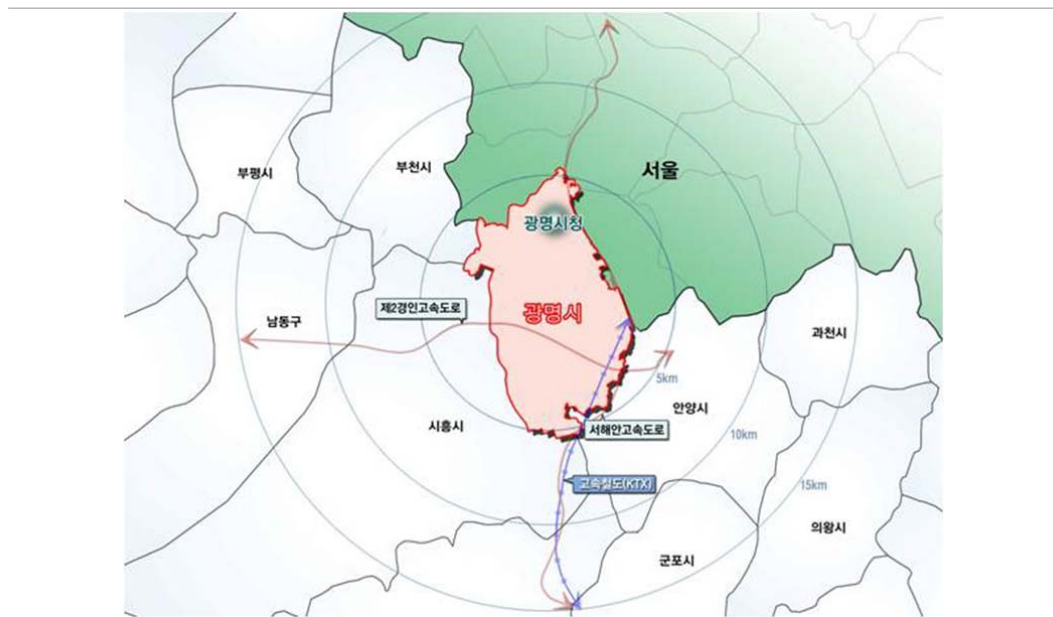 서울
부천시
부평시
광명시청
제2경인고속도로
광명시
남동구
과천시
5km
안양시
시흥시
서해안고속도로
10km
고속철도(KTX)
15km
의왕시
군포시